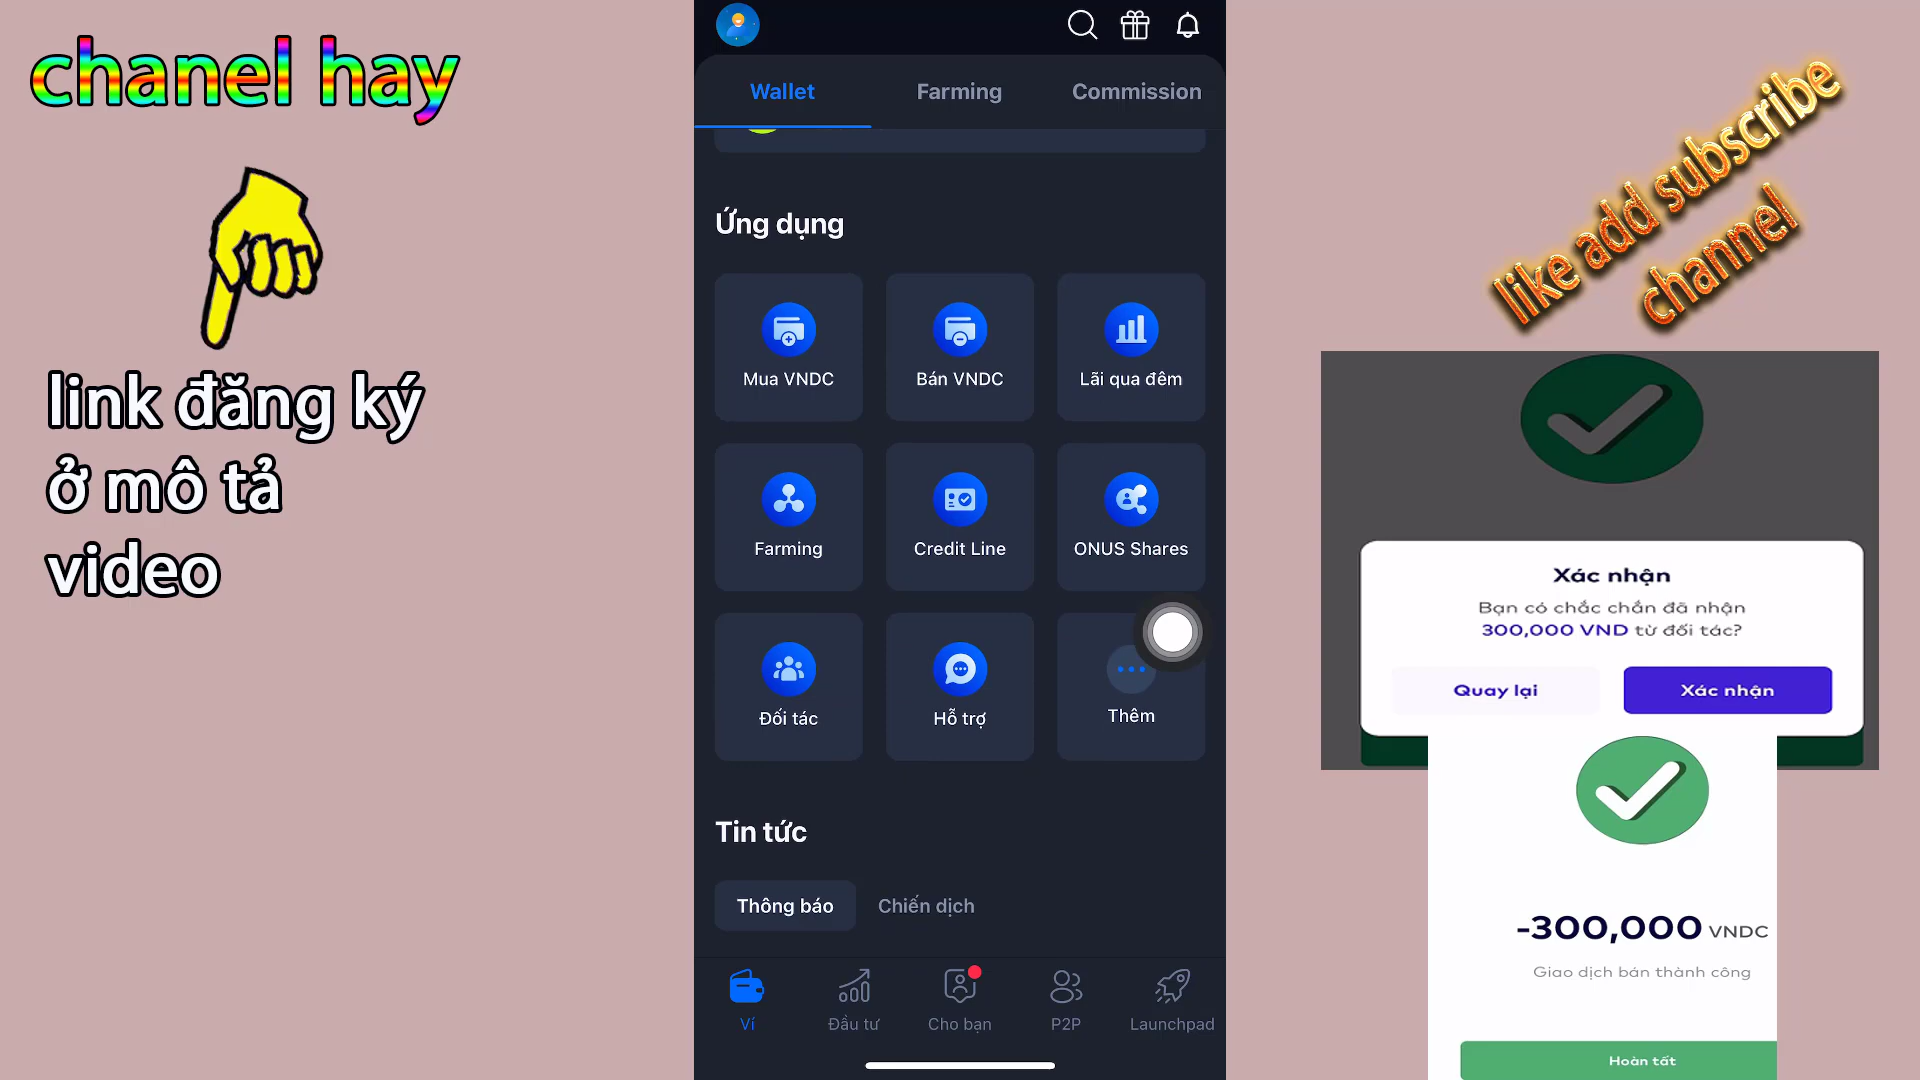 chanel hay
link đăng ký
ở mô tả
video
Wallet
Farming
Commission
Ứng dụng
Mua VNDC
Bán VNDC
Lãi qua đêm
Farming
Credit Line
ONUS Shares
Đối tác
Hỗ trợ
Thêm
Tin tức
Thông báo
Chiến dịch
Ví
Đầu tư
Cho bạn
P2P
Launchpad
like add subscribe
channel
Xác nhận
Bạn có chắc chắn đã nhận
300,000 VND từ đối tác?
Quay lại
Xác nhận
-300,000 VNDC
Giao dịch bán thành công
Hoàn tất